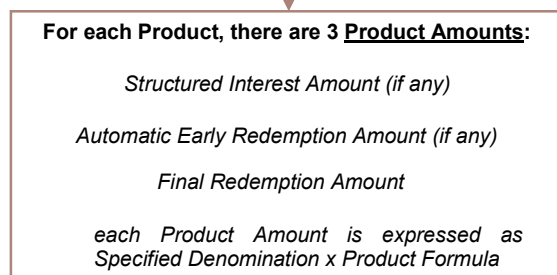 For each Product, there are 3 Product Amounts:
Structured Interest Amount (if any)
Automatic Early Redemption Amount (if any)
Final Redemption Amount
each Product Amount is expressed as
Specified Denomination x Product Formula